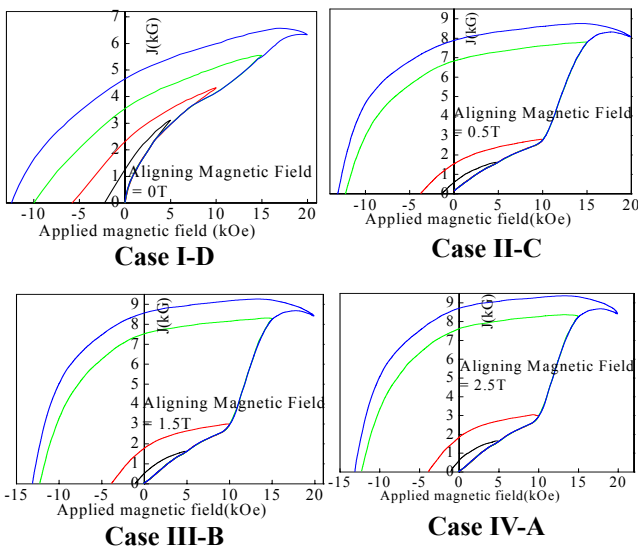 7
6
5
4
3
2
1
0
J(kG)
Aligning Magnetic Field
= 0T
-10 -5 0 5 10 15 20
Applied magnetic field (kOe)
Case I-D
9
8
7
6
5
4
3
2
1
0
J(kG)
Aligning Magnetic Field
= 0.5T
-10 -5 0 5 10 15 20
Applied magnetic field(kOe)
Case II-C
9
8
7
6
5
4
3
2
1
0
J(kG)
Aligning Magnetic Field
= 1.5T
-15 -10 -5 0 5 10 15 20
Applied magnetic field(kOe)
Case III-B
9
8
7
6
5
4
3
2
1
0
J(kG)
Aligning Magnetic Field
= 2.5T
-15 -10 -5 0 5 10 15 20
Applied magnetic field(kOe)
Case IV-A